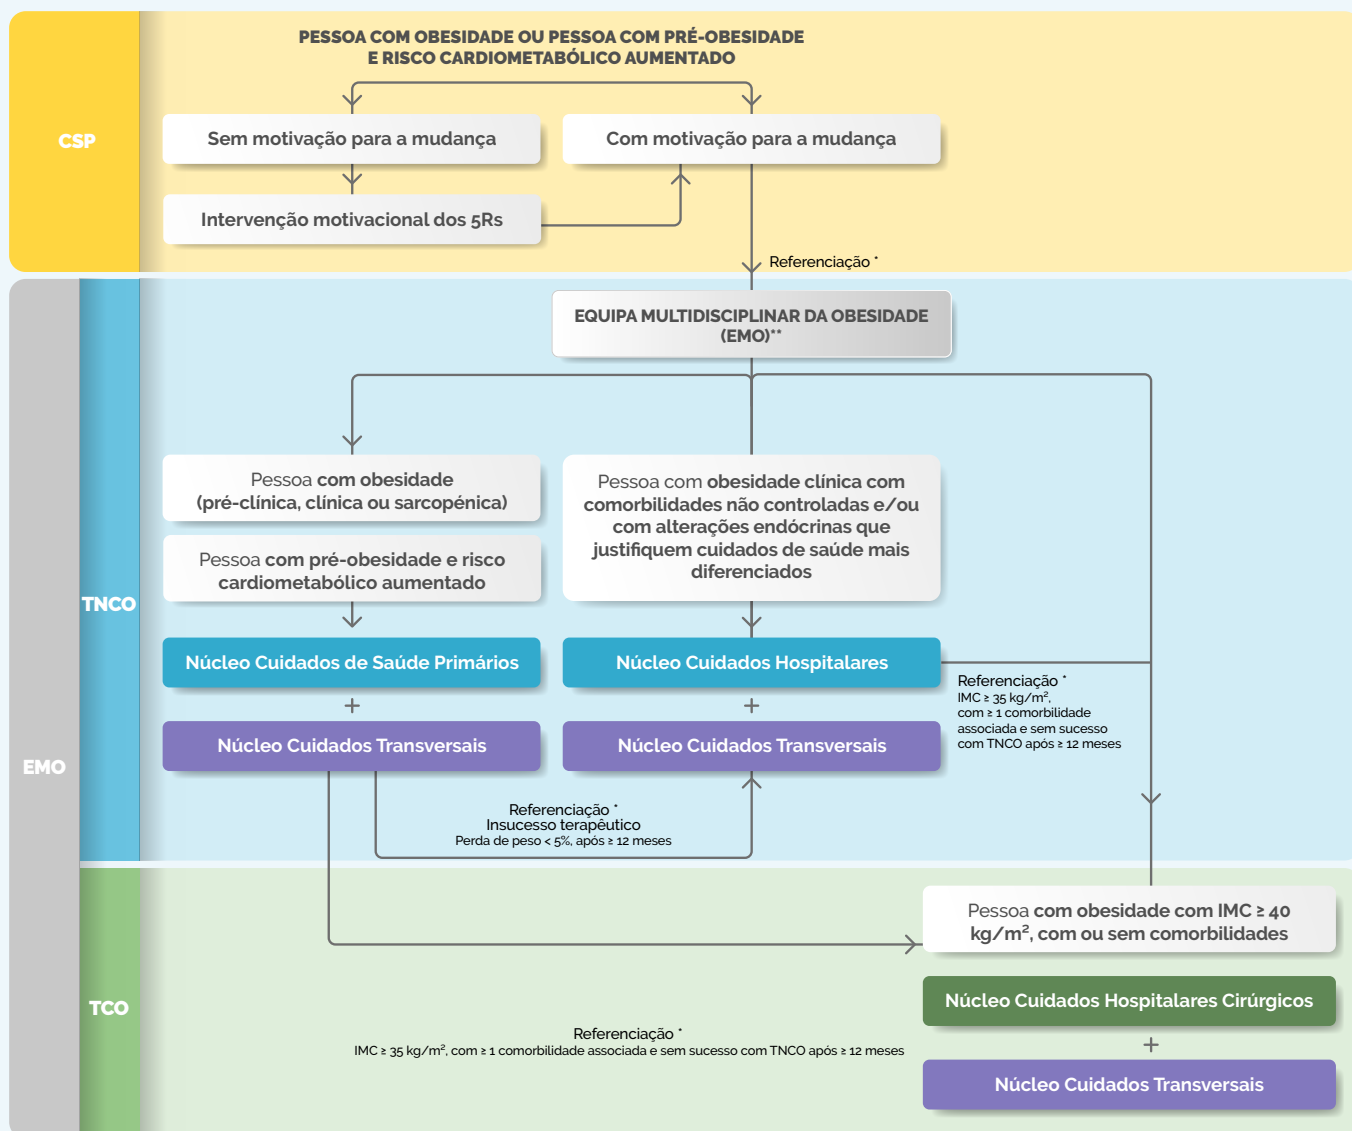 PESSOA COM OBESIDADE OU PESSOA COM PRÉ-OBESIDADE
E RISCO CARDIOMETABÓLICO AUMENTADO
CSP
Sem motivação para a mudança
Com motivação para a mudança
Intervenção motivacional dos 5Rs
Referenciação *
EMO
TNCO
EQUIPA MULTIDISCIPLINAR DA OBESIDADE
(EMO)**
Pessoa com obesidade
(pré-clínica, clínica ou sarcopénica)
Pessoa com pré-obesidade e risco
cardiometabólico aumentado
Pessoa com obesidade clínica com
comorbilidades não controladas e/ou
com alterações endócrinas que
justifiquem cuidados de saúde mais
diferenciados
Núcleo Cuidados de Saúde Primários
+
Núcleo Cuidados Transversais
Núcleo Cuidados Hospitalares
+
Núcleo Cuidados Transversais
Referenciação *
IMC ≥ 35 kg/m²,
com ≥ 1 comorbilidade
associada e sem sucesso
com TNCO após ≥ 12 meses
Referenciação *
Insucesso terapêutico
Perda de peso < 5%, após ≥ 12 meses
TCO
Pessoa com obesidade com IMC ≥ 40
kg/m², com ou sem comorbilidades
Núcleo Cuidados Hospitalares Cirúrgicos
+
Núcleo Cuidados Transversais
Referenciação *
IMC ≥ 35 kg/m², com ≥ 1 comorbilidade associada e sem sucesso com TNCO após ≥ 12 meses